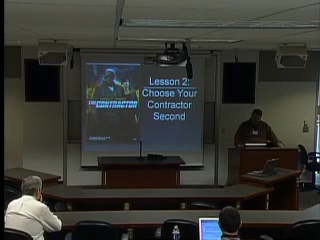 Lesson 2:
Choose Your
Contractor
Second
THE CONTRACTOR